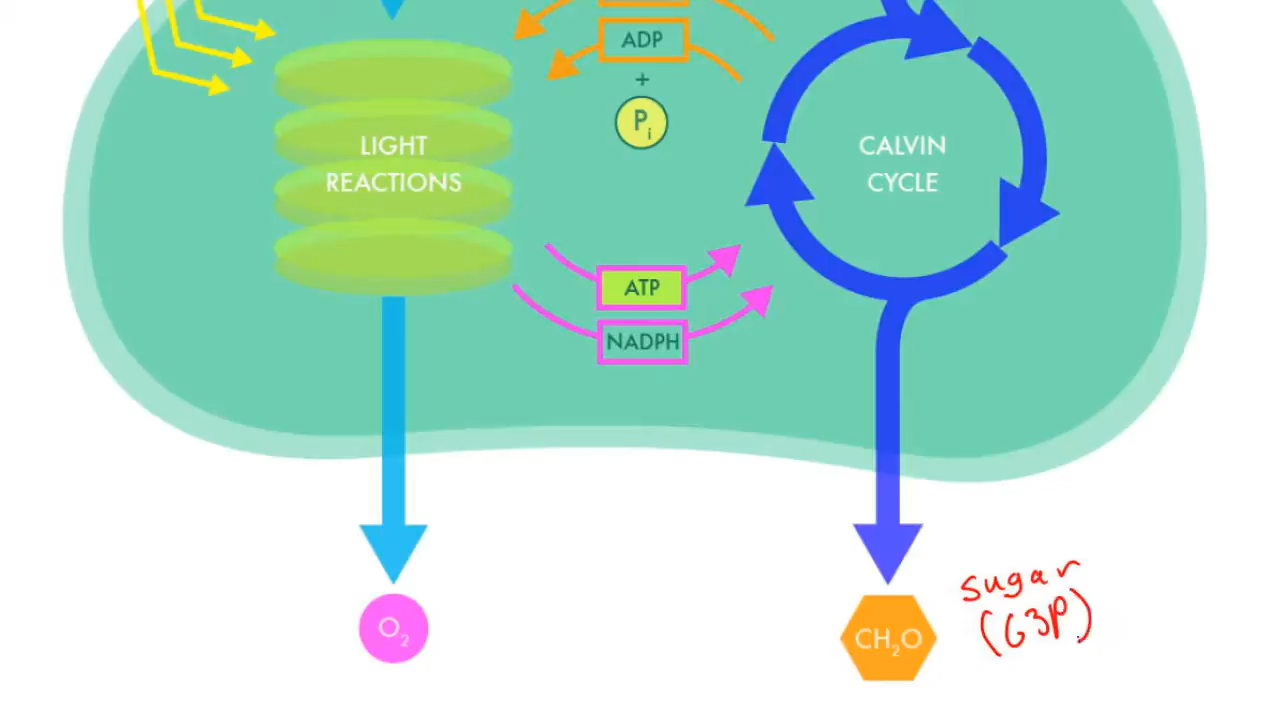 ADP
+
Pi
LIGHT
REACTIONS
CALVIN
CYCLE
ATP
NADPH
O₂
CH₂O
sugar
(G3P)